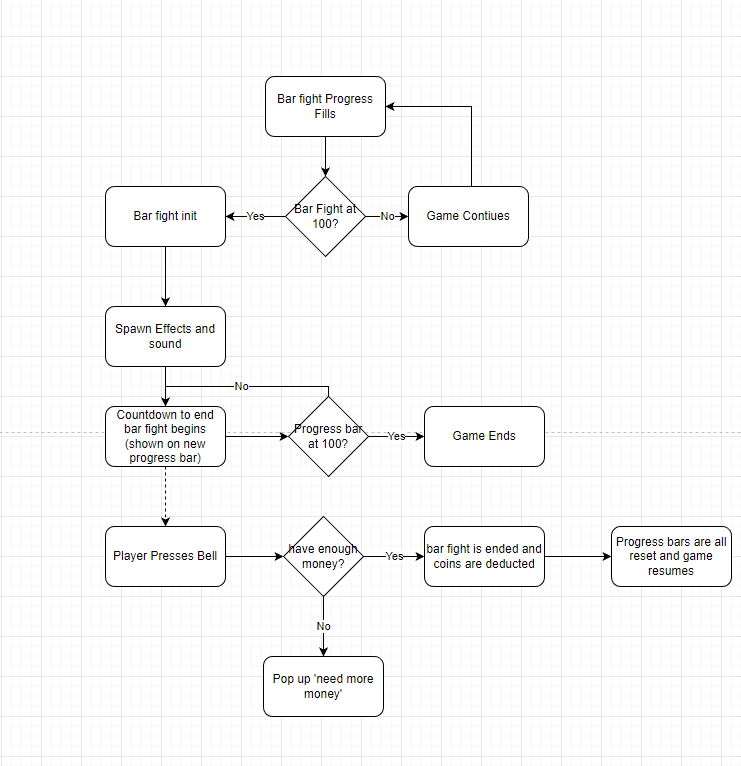 Bar fight Progress
Fills
Bar Fight at
100?
Yes
No
Bar fight init
Game Contiues
Spawn Effects and
sound
No
Countdown to end
bar fight begins
(shown on new
progress bar)
Progress bar
at 100?
Yes
Game Ends
Player Presses Bell
have enough
money?
Yes
bar fight is ended and
coins are deducted
Progress bars are all
reset and game
resumes
No
Pop up 'need more
money'